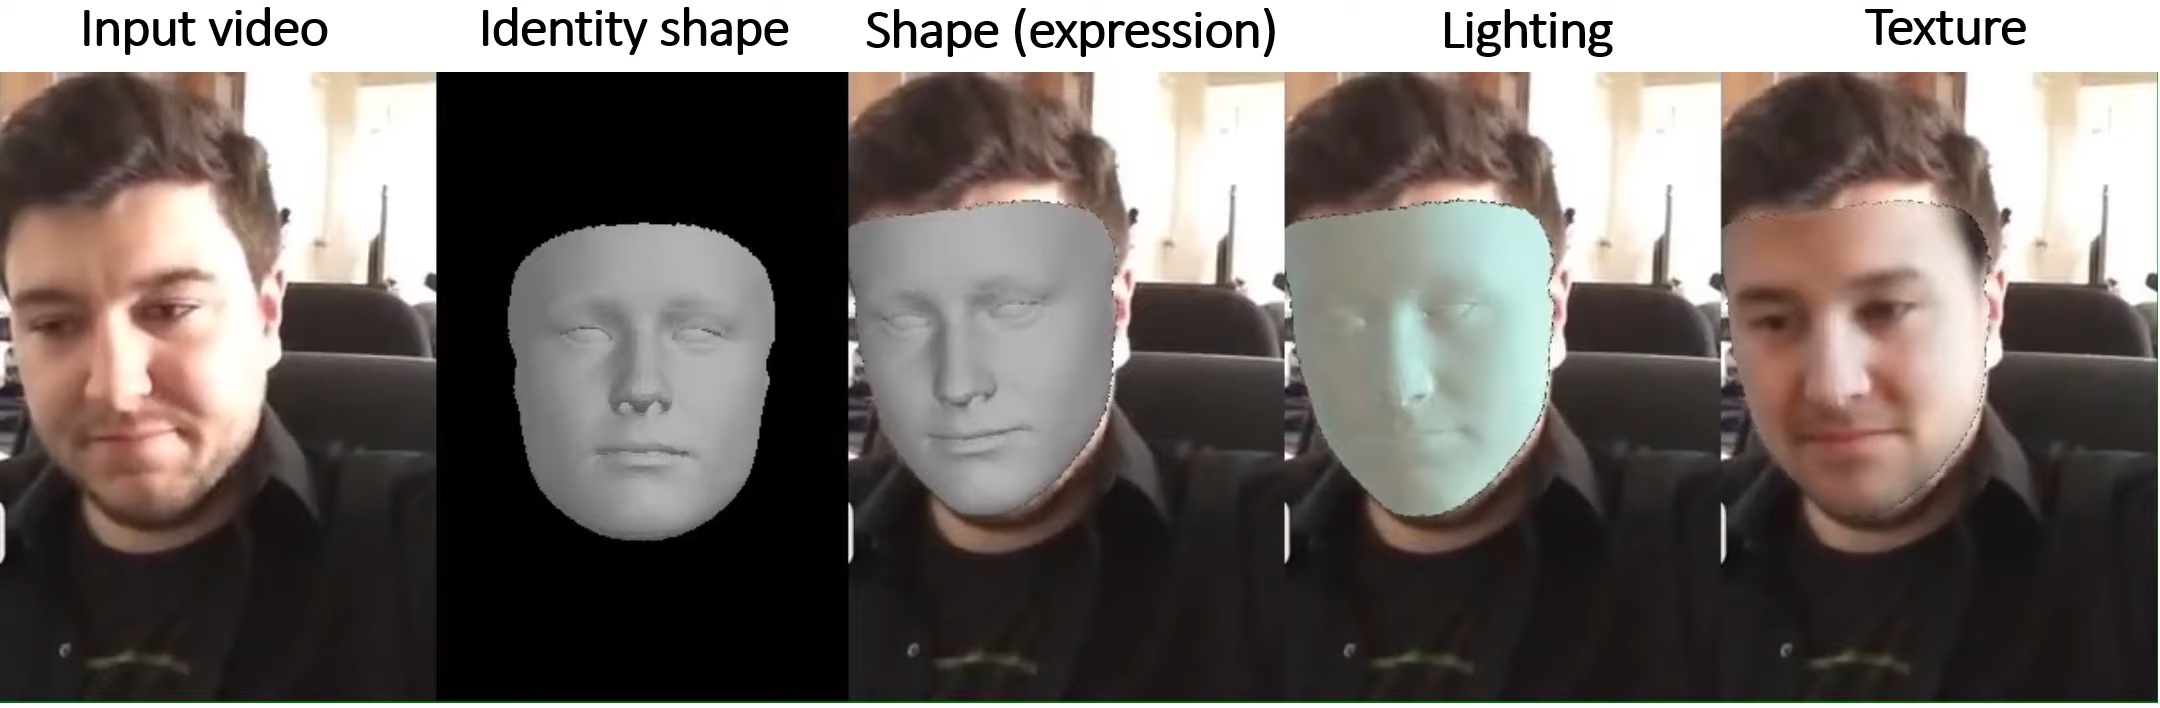 Input video
Identity shape
Shape (expression)
Lighting
Texture